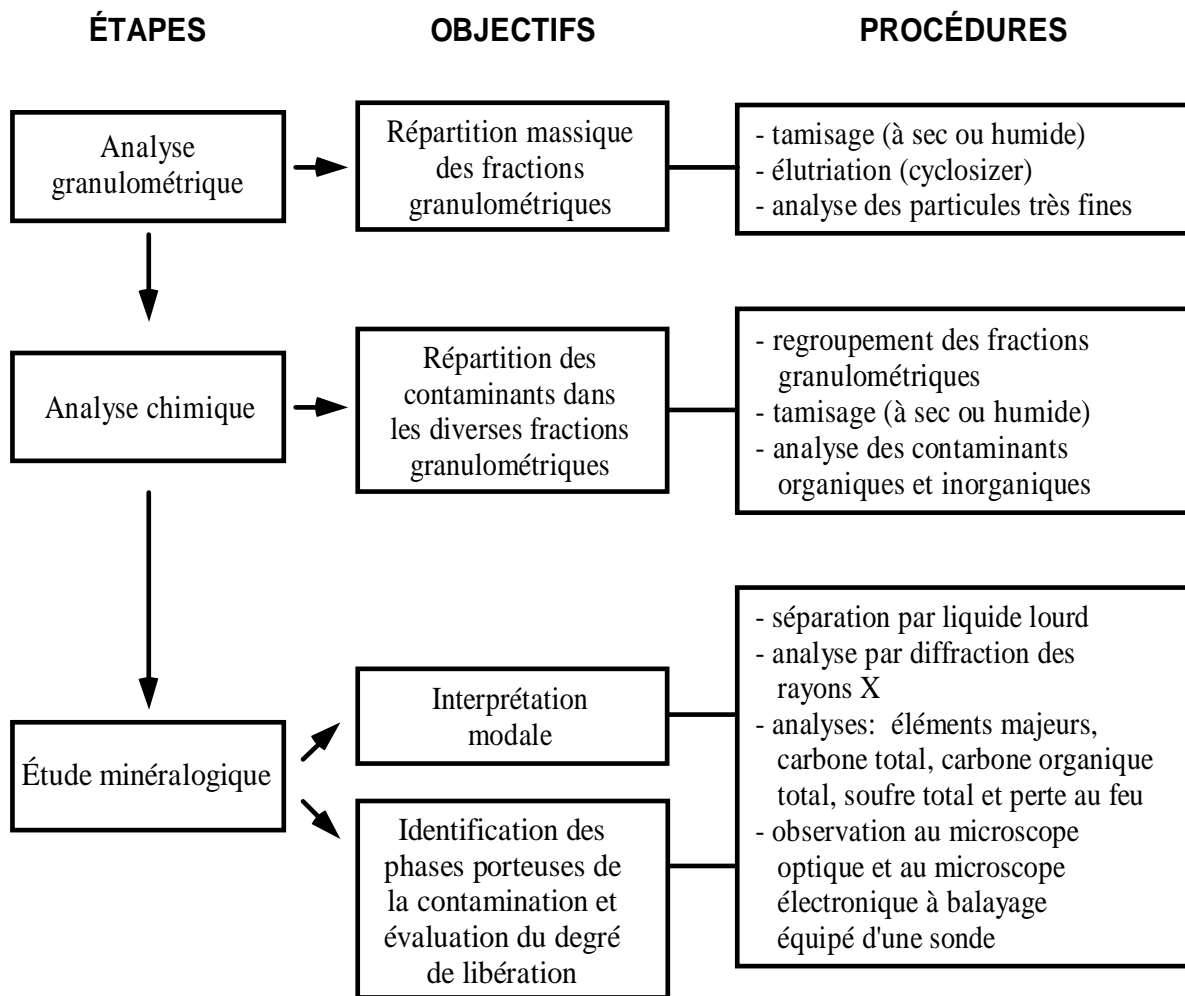 ÉTAPES
OBJECTIFS
PROCÉDURES
Analyse
granulométrique
Répartition massique
des fractions
granulométriques
- tamisage (à sec ou humide)
- élutriation (cyclosizer)
- analyse des particules très fines
Analyse chimique
Répartition des
contaminants dans
les diverses fractions
granulométriques
- regroupement des fractions
granulométriques
- tamisage (à sec ou humide)
- analyse des contaminants
organiques et inorganiques
Étude minéralogique
Interprétation
modale
Identification des
phases porteuses de
la contamination et
évaluation du degré
de libération
- séparation par liquide lourd
- analyse par diffraction des
rayons X
- analyses: éléments majeurs,
carbone total, carbone organique
total, soufre total et perte au feu
- observation au microscope
optique et au microscope
électronique à balayage
équipé d'une sonde